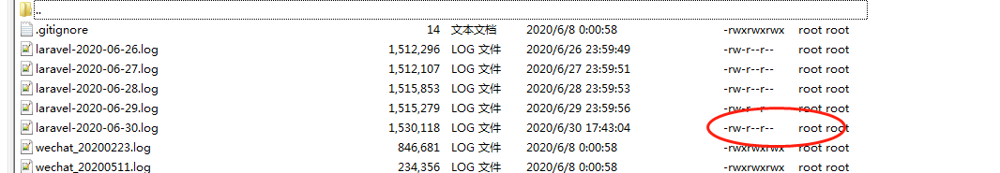 ..
.gitignore 14 文本文档 2020/6/8 0:00:58 -rwxrwxrwx root root
laravel-2020-06-26.log 1,512,296 LOG 文件 2020/6/26 23:59:49 -rw-r--r-- root root
laravel-2020-06-27.log 1,512,107 LOG 文件 2020/6/27 23:59:51 -rw-r--r-- root root
laravel-2020-06-28.log 1,515,853 LOG 文件 2020/6/28 23:59:53 -rw-r--r-- root root
laravel-2020-06-29.log 1,515,279 LOG 文件 2020/6/29 23:59:56 -rw-r--r-- root root
laravel-2020-06-30.log 1,530,118 LOG 文件 2020/6/30 17:43:04 -rw-r--r-- root root
wechat_20200223.log 846,681 LOG 文件 2020/6/8 0:00:58 -rwxrwxrwx root root
wechat_20200511.log 234,356 LOG 文件 2020/6/8 0:00:58 -rwxrwxrwx root root